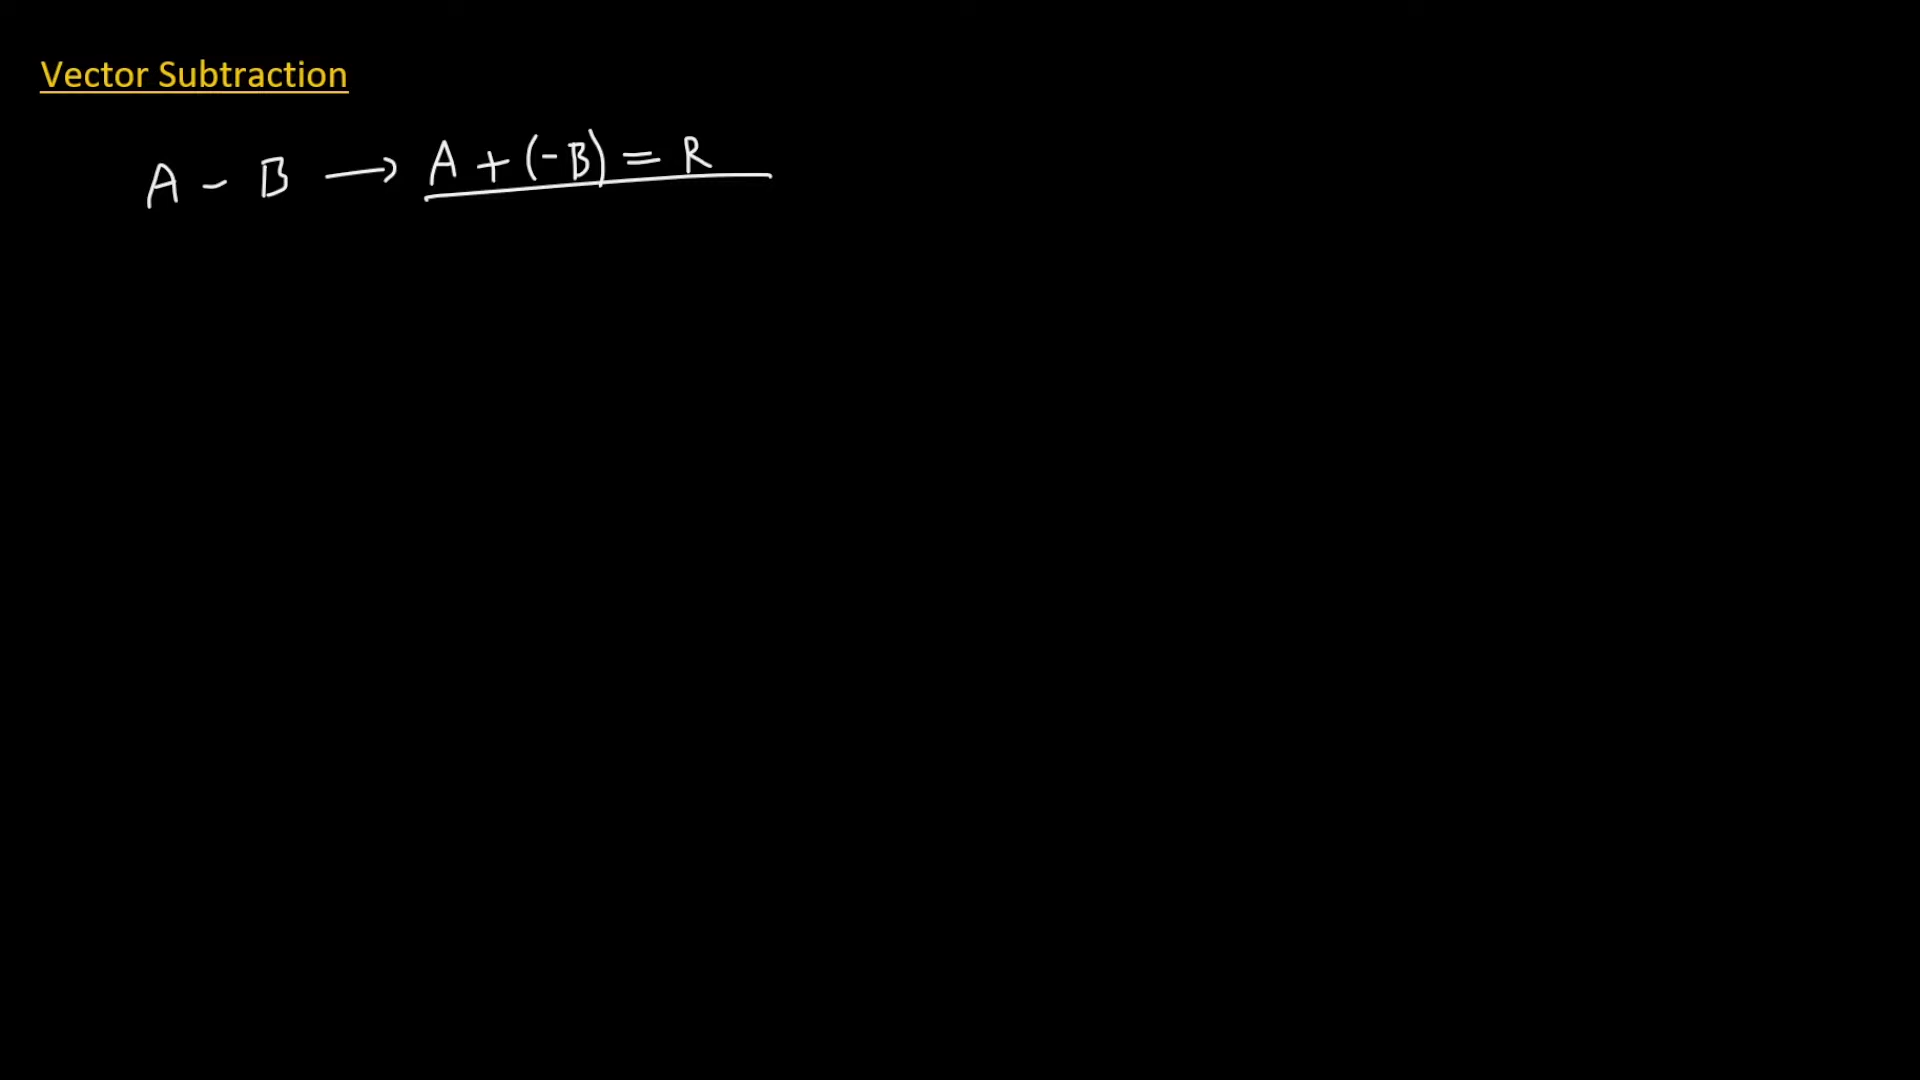 Vector Subtraction
A - B → A + (-B) = R